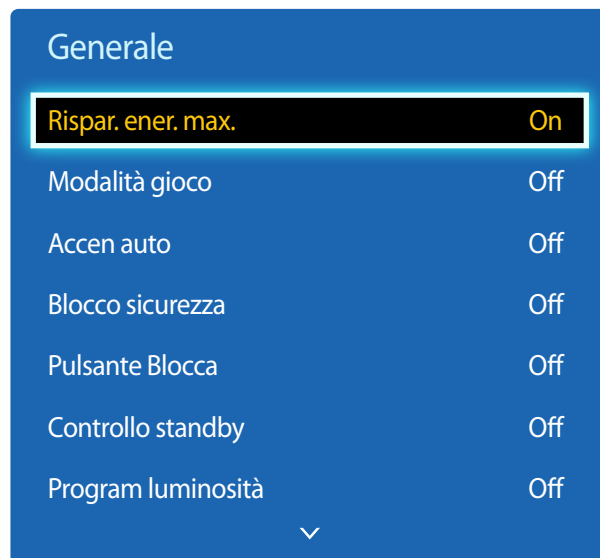 Generale
Rispar. ener. max. On
Modalità gioco Off
Accen auto Off
Blocco sicurezza Off
Pulsante Blocca Off
Controllo standby Off
Program luminosità Off